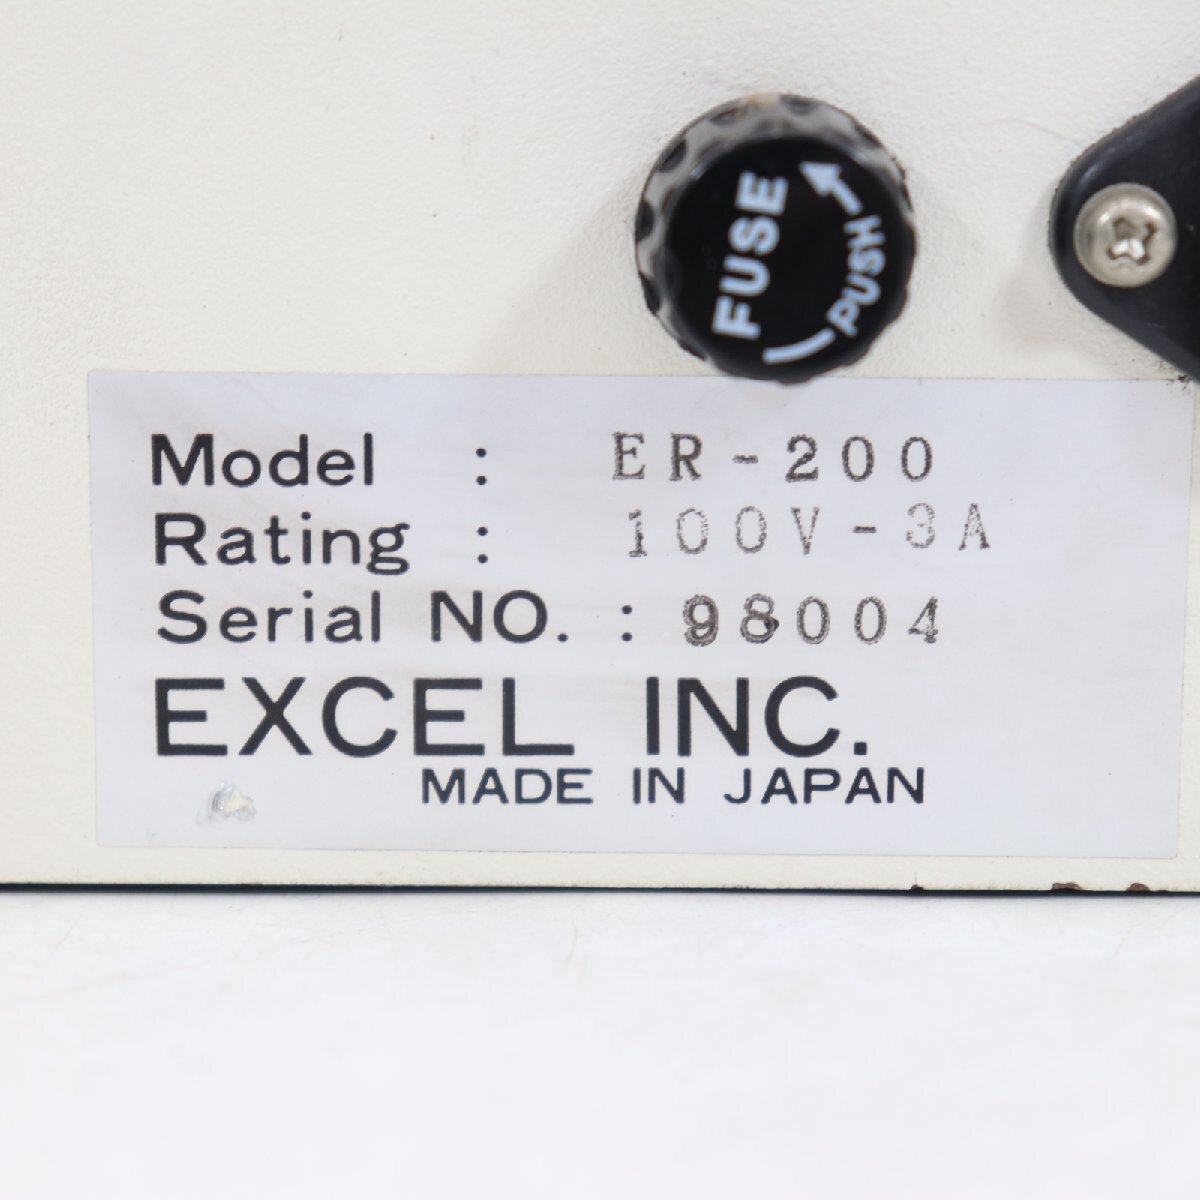 FUSE
PUSH
Model : ER-200
Rating : 100V-3A
Serial NO. : 98004
EXCEL INC.
MADE IN JAPAN